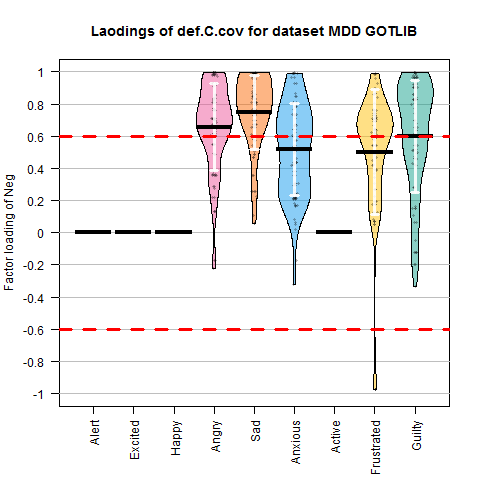 Laodings of def.C.cov for dataset MDD GOTLIB
Factor loading of Neg
1
0.8
0.6
0.4
0.2
0
-0.2
-0.4
-0.6
-0.8
-1
Alert
Excited
Happy
Angry
Sad
Anxious
Active
Frustrated
Guilty